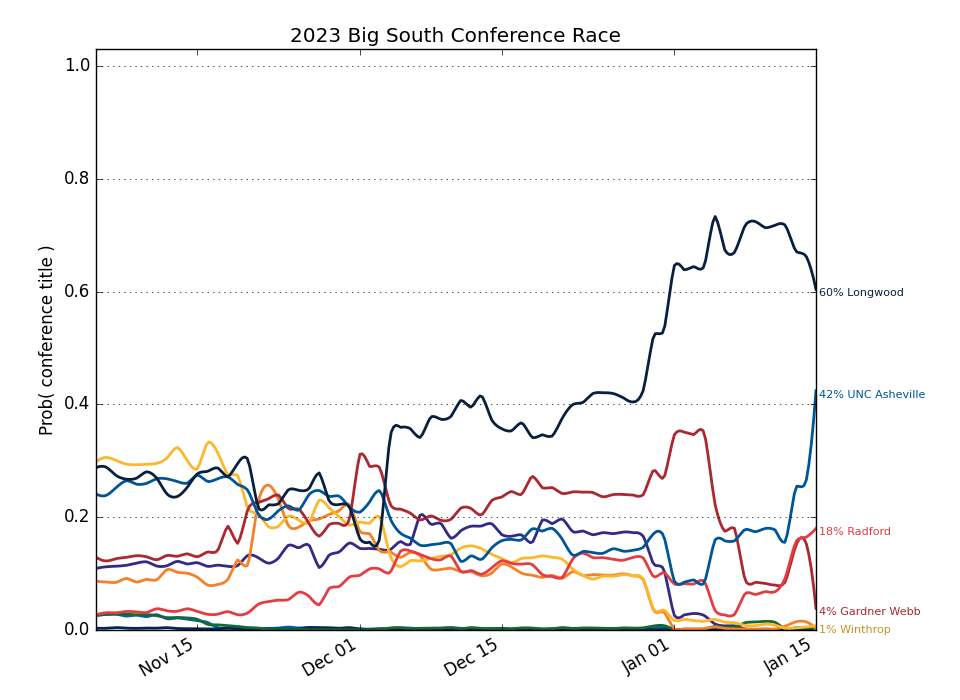 2023 Big South Conference Race
Prob( conference title )
1.0
0.8
0.6
0.4
0.2
0.0
Nov 15
Dec 01
Dec 15
Jan 01
Jan 15
60% Longwood
42% UNC Asheville
18% Radford
4% Gardner Webb
1% Winthrop